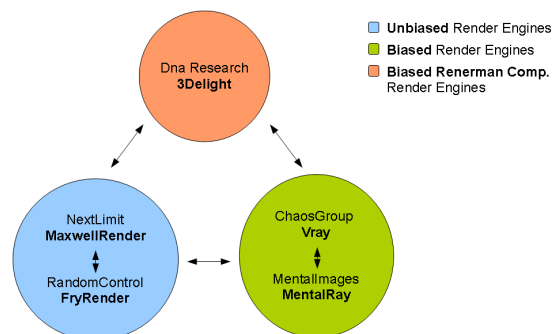 Dna Research
3Delight
Unbiased Render Engines
Biased Render Engines
Biased Renerman Comp.
Render Engines
NextLimit
MaxwellRender
RandomControl
FryRender
ChaosGroup
Vray
MentalImages
MentalRay